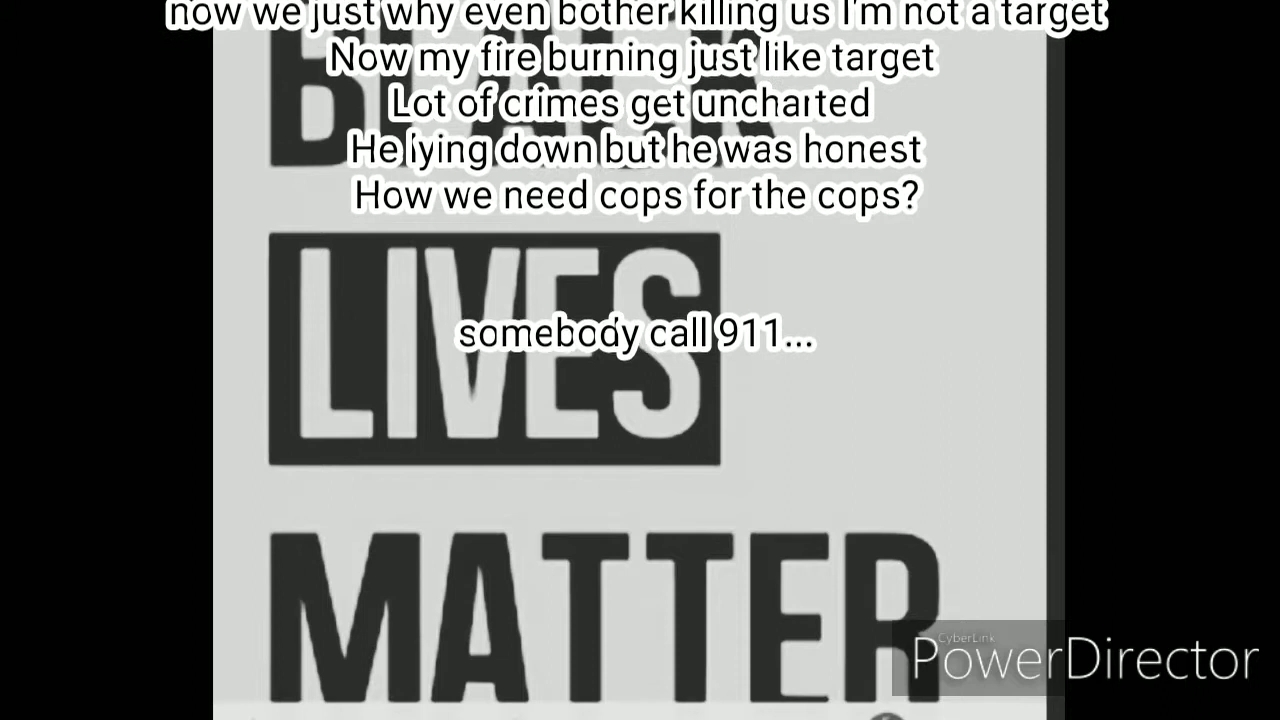 now we just why even bother killing us I'm not a target
Now my fire burning just like target
Lot of crimes get uncharted
He lying down but he was honest
How we need cops for the cops?
somebody call 911...
BLACK
LIVES
MATTER
CyberLink
PowerDirector